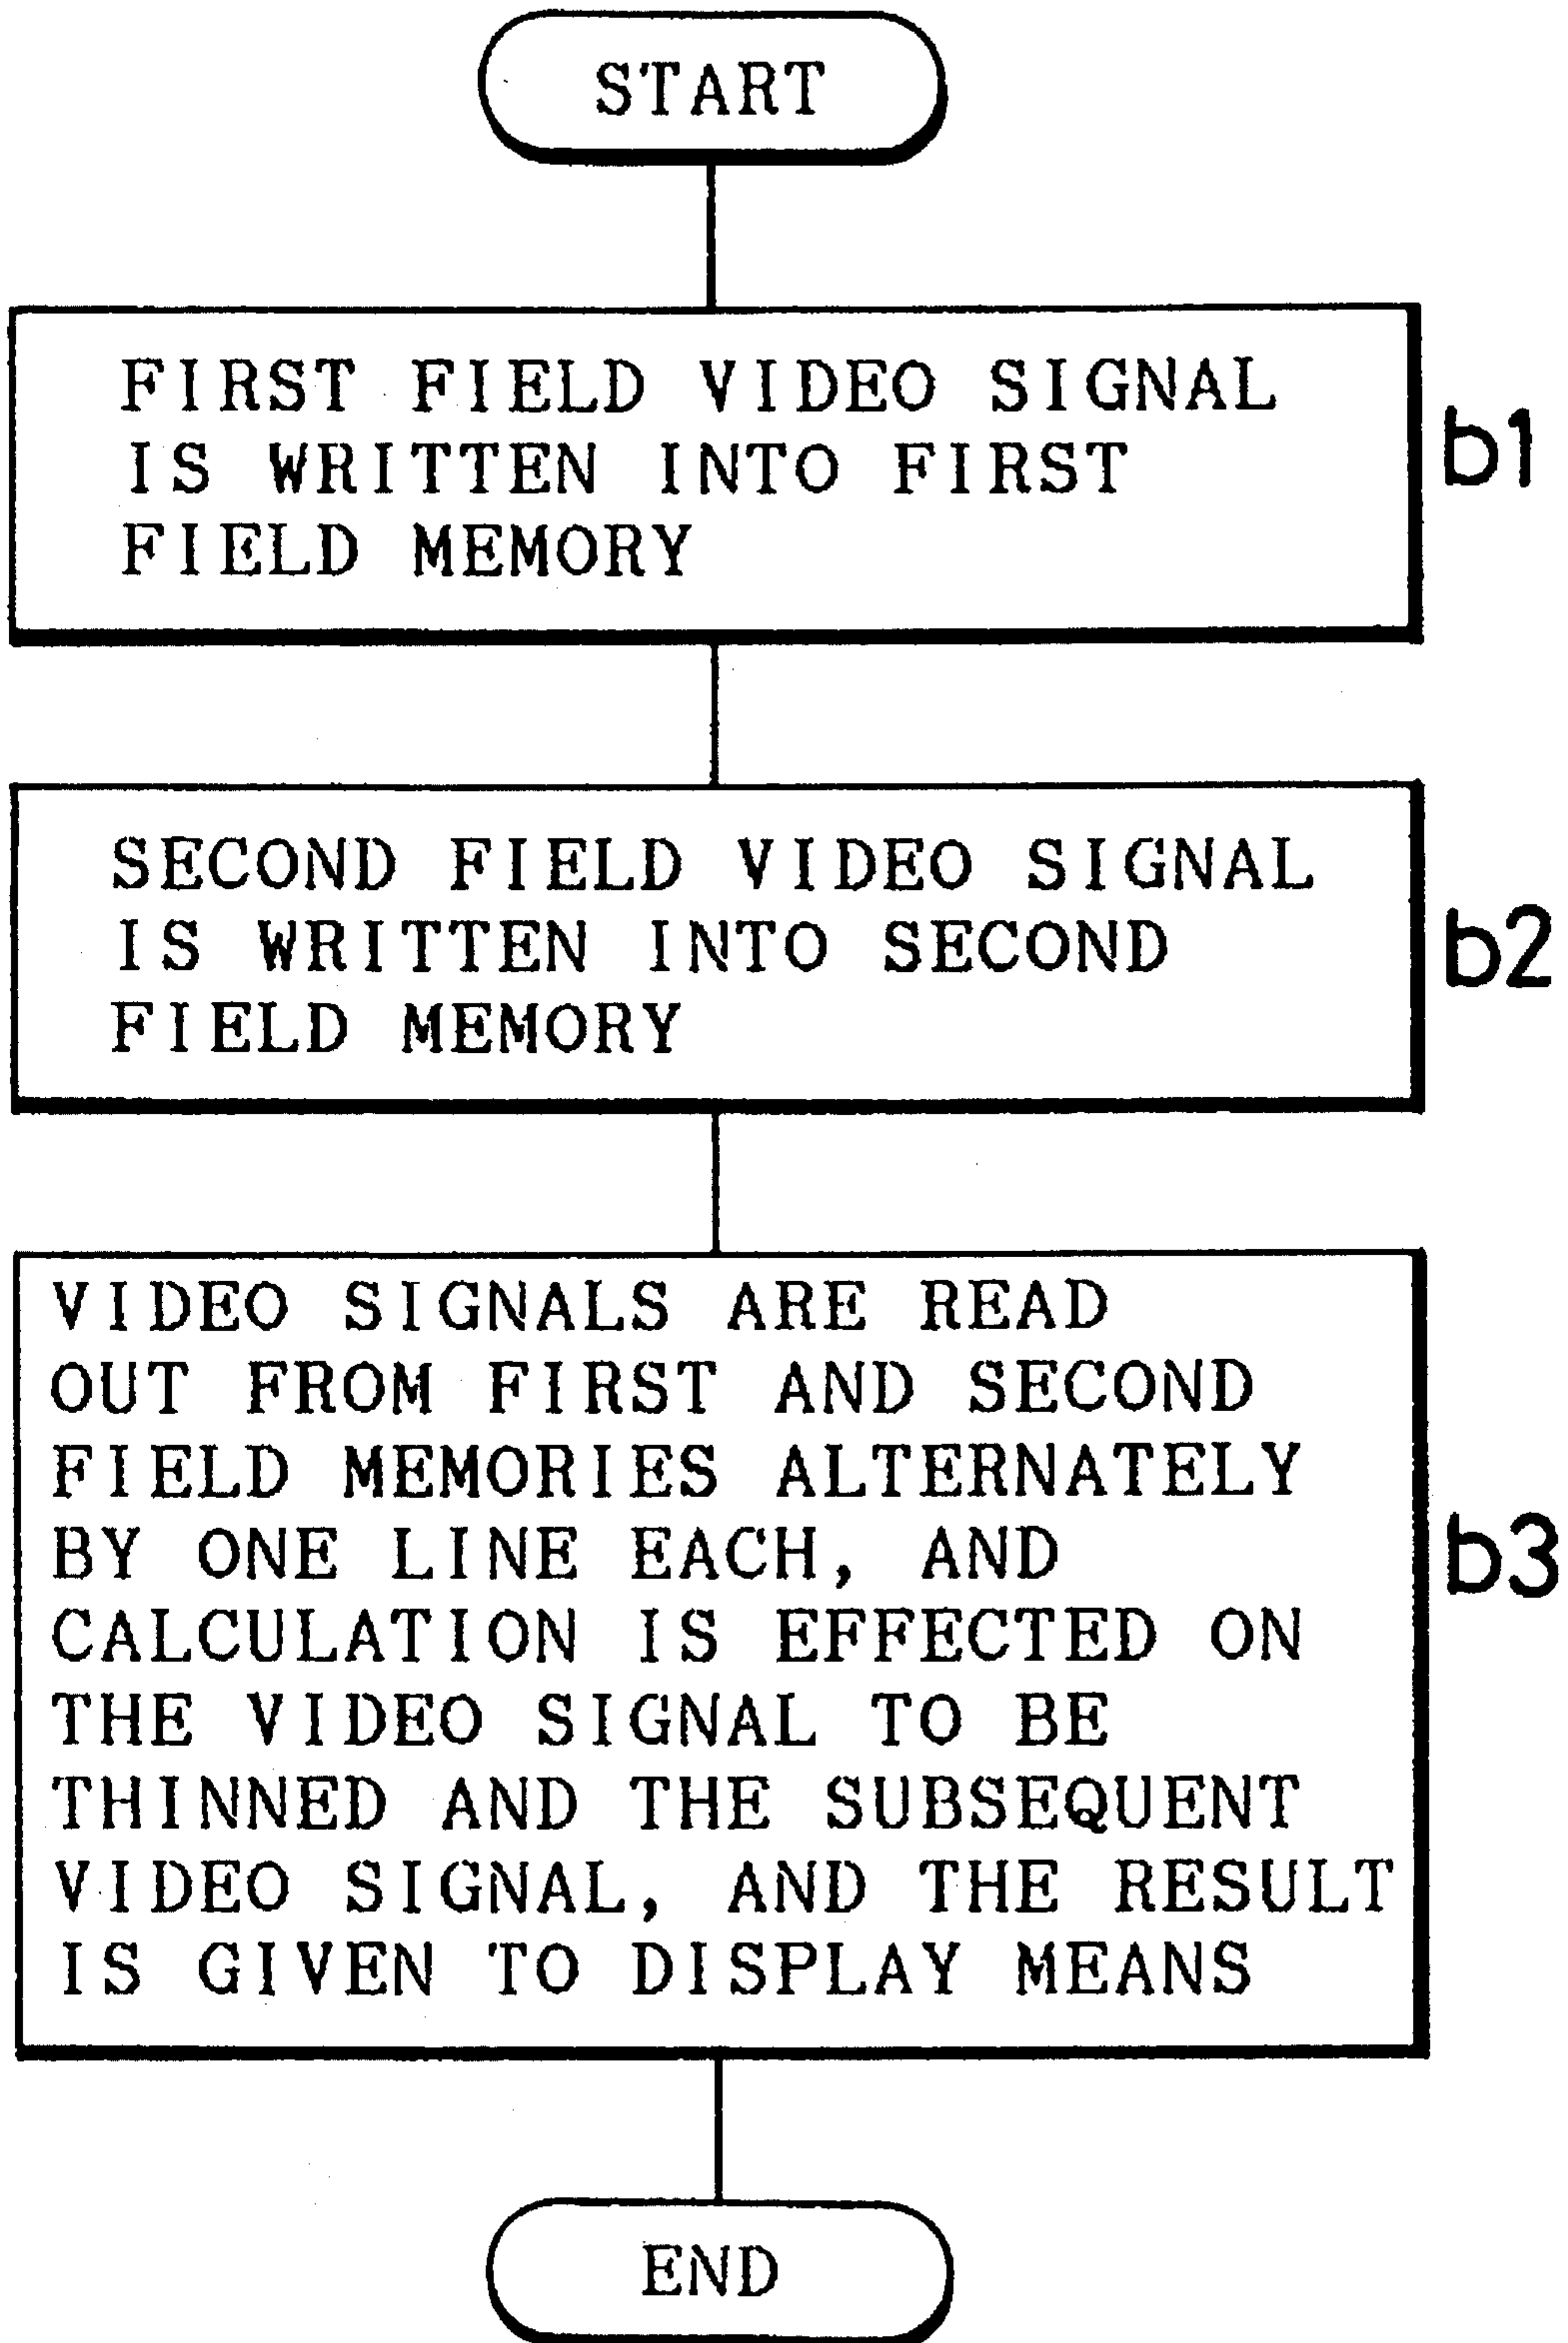 START
FIRST FIELD VIDEO SIGNAL
IS WRITTEN INTO FIRST
FIELD MEMORY
b1
SECOND FIELD VIDEO SIGNAL
IS WRITTEN INTO SECOND
FIELD MEMORY
b2
VIDEO SIGNALS ARE READ
OUT FROM FIRST AND SECOND
FIELD MEMORIES ALTERNATELY
BY ONE LINE EACH, AND
CALCULATION IS EFFECTED ON
THE VIDEO SIGNAL TO BE
THINNED AND THE SUBSEQUENT
VIDEO SIGNAL, AND THE RESULT
IS GIVEN TO DISPLAY MEANS
b3
END